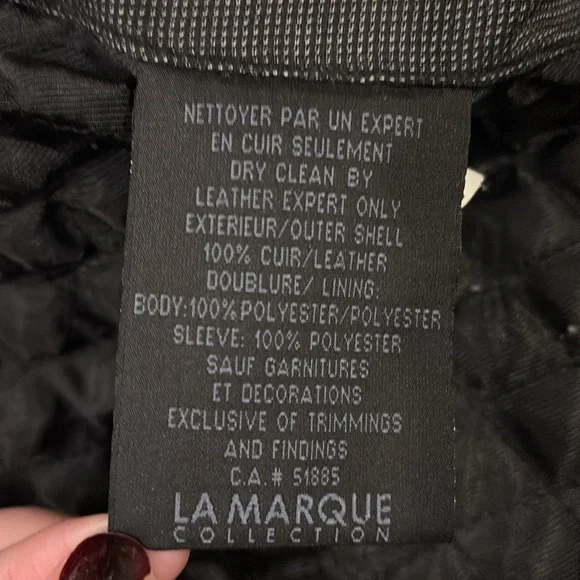 NETTOYER PAR UN EXPERT
EN CUIR SEULEMENT
DRY CLEAN BY
LEATHER EXPERT ONLY
EXTERIEUR/OUTER SHELL
100% CUIR/LEATHER
DOUBLURE/ LINING:
BODY:100% POLYESTER/POLYESTER
SLEEVE: 100% POLYESTER
SAUF GARNITURES
ET DECORATIONS
EXCLUSIVE OF TRIMMINGS
AND FINDINGS
C.A.# 51885
LA MARQUE
COLLECTION